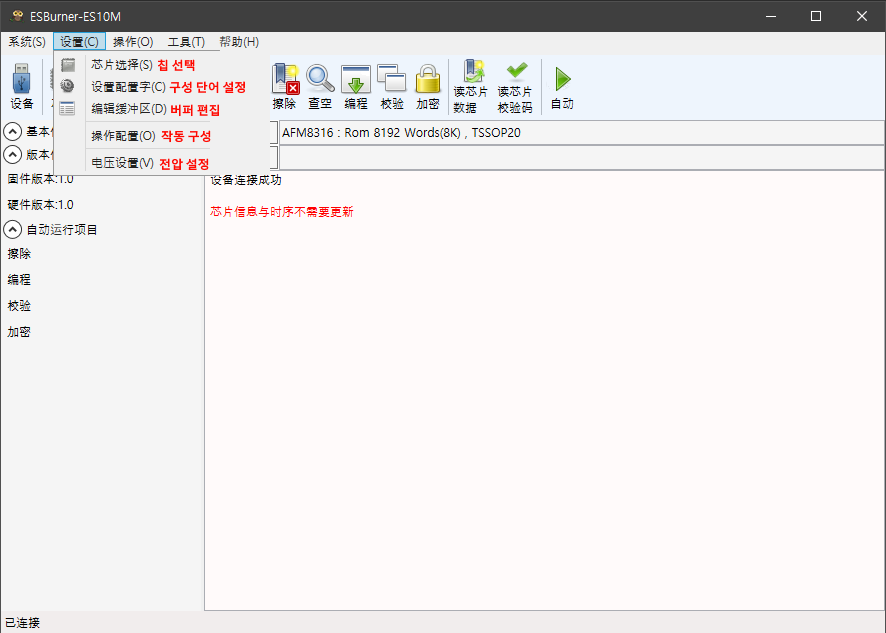 ESBurner-ES10M
系统(S) 设置(C) 操作(O) 工具(T) 帮助(H)
芯片选择(S) 칩 선택
设置配置字(C) 구성 단어 설정
编辑缓冲区(D) 버퍼 편집
操作配置(O) 작동 구성
电压设置(V) 전압 설정
设备 擦除 查空 编程 校验 加密 读芯片数据 读芯片校验码 自动
AFM8316 : Rom 8192 Words(8K) , TSSOP20
基本
版本
固件版本:1.0
硬件版本:1.0
自动运行项目
擦除
编程
校验
加密
设备连接成功
芯片信息与时序不需要更新
已连接